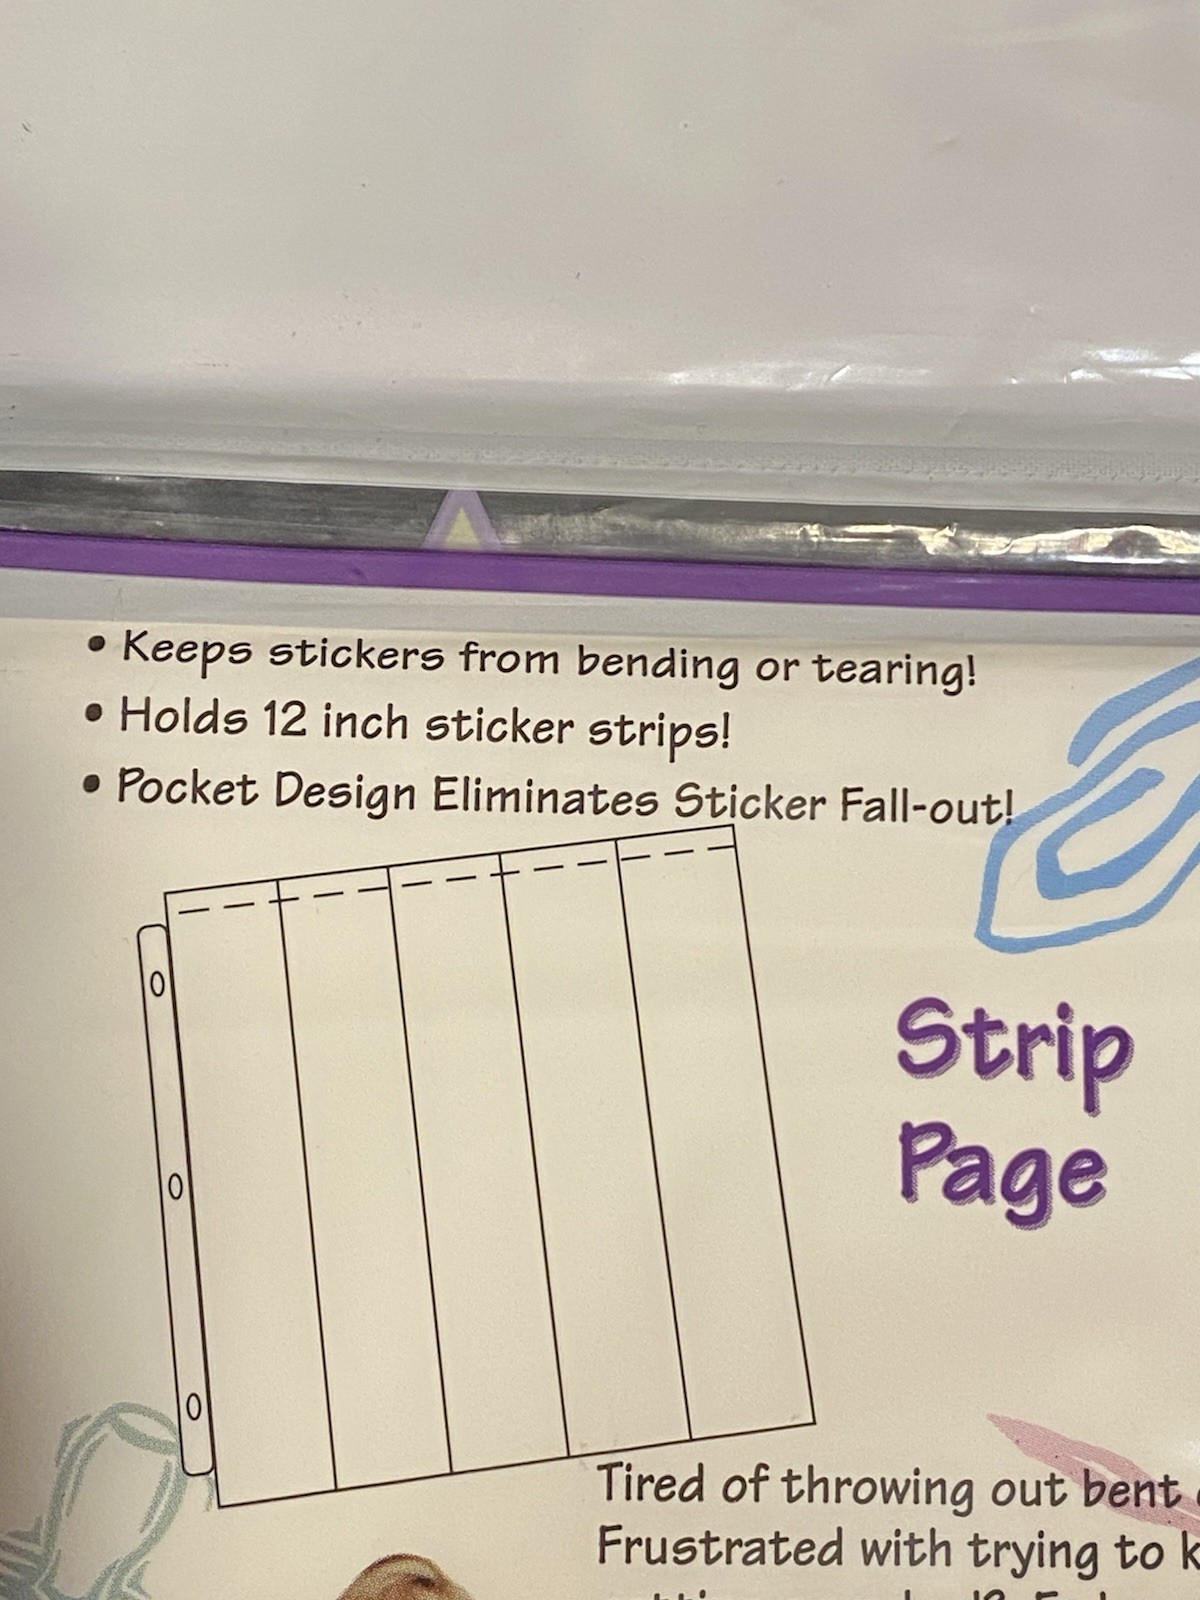 • Keeps stickers from bending or tearing!
• Holds 12 inch sticker strips!
• Pocket Design Eliminates Sticker Fall-out!
Strip
Page
Tired of throwing out bent
Frustrated with trying to